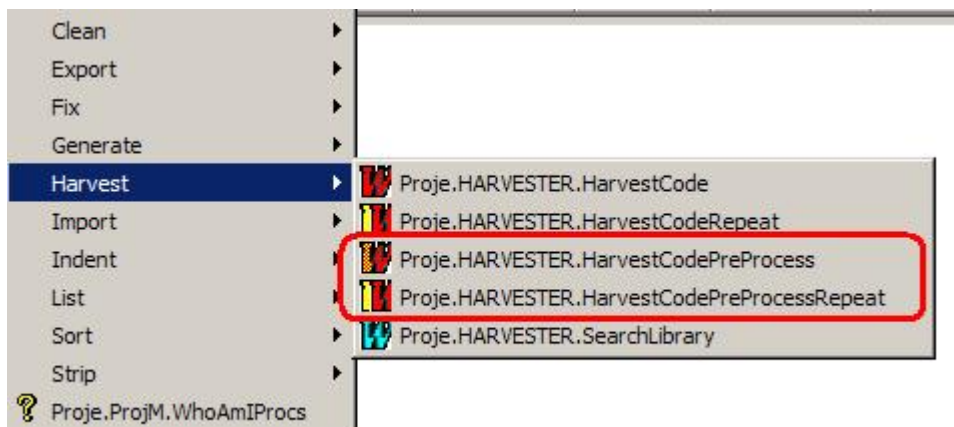 Clean
Export
Fix
Generate
Harvest
Import
Indent
List
Sort
Strip
Proje.ProjM.WhoAmIProcs
Proje.HARVESTER.HarvestCode
Proje.HARVESTER.HarvestCodeRepeat
Proje.HARVESTER.HarvestCodePreProcess
Proje.HARVESTER.HarvestCodePreProcessRepeat
Proje.HARVESTER.SearchLibrary